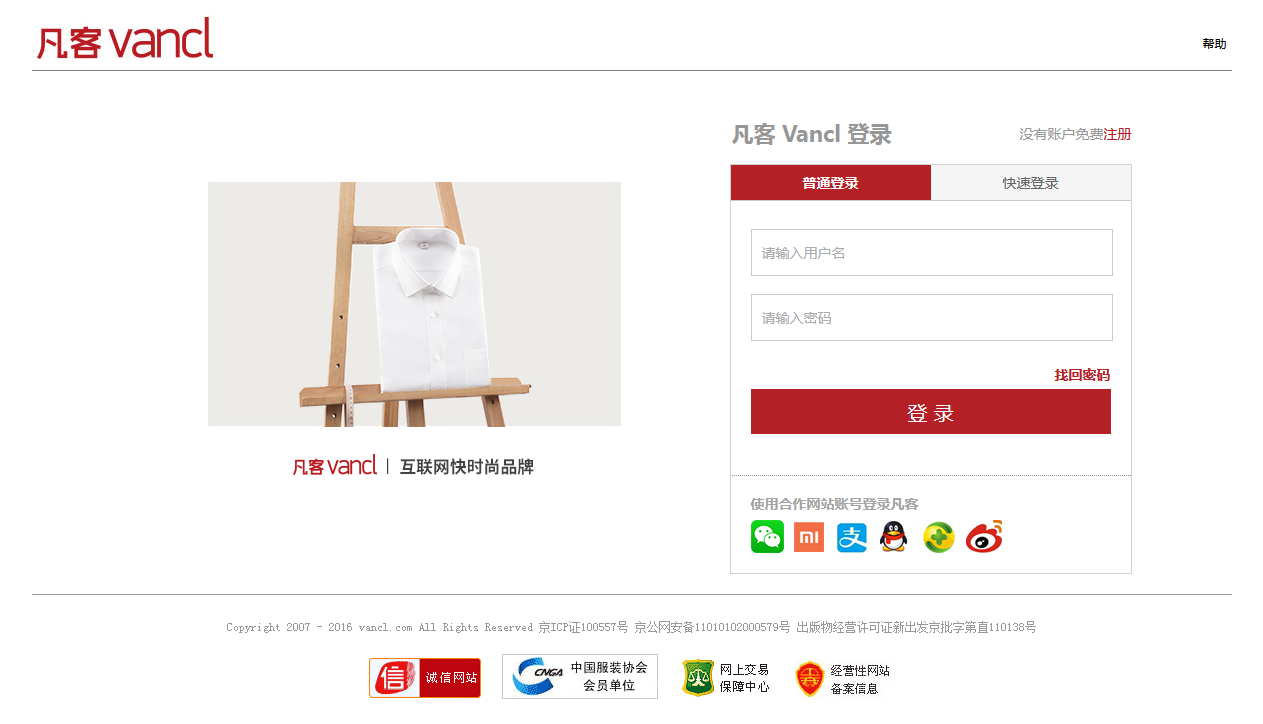 凡客 vancl
帮助
凡客 Vancl 登录
没有账户免费注册
普通登录
快速登录
请输入用户名
请输入密码
找回密码
登 录
凡客 vancl | 互联网快时尚品牌
使用合作网站账号登录凡客
mi
支
Copyright 2007 - 2016 vancl.com All Rights Reserved 京ICP证100557号 京公网安备11010102000579号 出版物经营许可证新出发京批字第直110138号
信 诚信网站
CNGA 中国服装协会
会员单位
网上交易
保障中心
经营性网站
备案信息